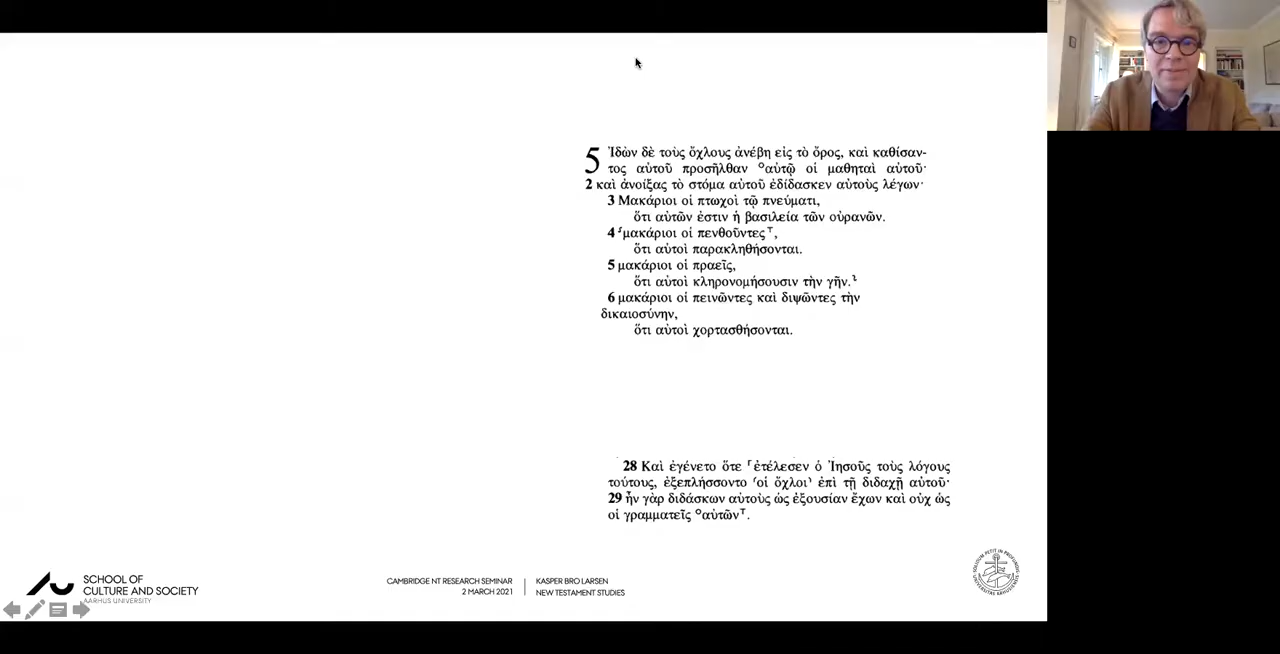 5 Ἰδὼν δὲ τοὺς ὄχλους ἀνέβη εἰς τὸ ὄρος, καὶ καθίσαν-
τος αὐτοῦ προσῆλθαν ⸰αὐτῷ οἱ μαθηταὶ αὐτοῦ·
2 καὶ ἀνοίξας τὸ στόμα αὐτοῦ ἐδίδασκεν αὐτοὺς λέγων·
3 Μακάριοι οἱ πτωχοὶ τῷ πνεύματι,
ὅτι αὐτῶν ἐστιν ἡ βασιλεία τῶν οὐρανῶν.
4 ⸉μακάριοι οἱ πενθοῦντες⸆,
ὅτι αὐτοὶ παρακληθήσονται.
5 μακάριοι οἱ πραεῖς,
ὅτι αὐτοὶ κληρονομήσουσιν τὴν γῆν.⸊
6 μακάριοι οἱ πεινῶντες καὶ διψῶντες τὴν
δικαιοσύνην,
ὅτι αὐτοὶ χορτασθήσονται.
28 Καὶ ἐγένετο ὅτε ⸀ἐτέλεσεν ὁ Ἰησοῦς τοὺς λόγους
τούτους, ἐξεπλήσσοντο ⸂οἱ ὄχλοι⸃ ἐπὶ τῇ διδαχῇ αὐτοῦ·
29 ἦν γὰρ διδάσκων αὐτοὺς ὡς ἐξουσίαν ἔχων καὶ οὐχ ὡς
οἱ γραμματεῖς ⸰αὐτῶν⸆.
SCHOOL OF
CULTURE AND SOCIETY
AARHUS UNIVERSITY
CAMBRIDGE NT RESEARCH SEMINAR
2 MARCH 2021
KASPER BRO LARSEN
NEW TESTAMENT STUDIES